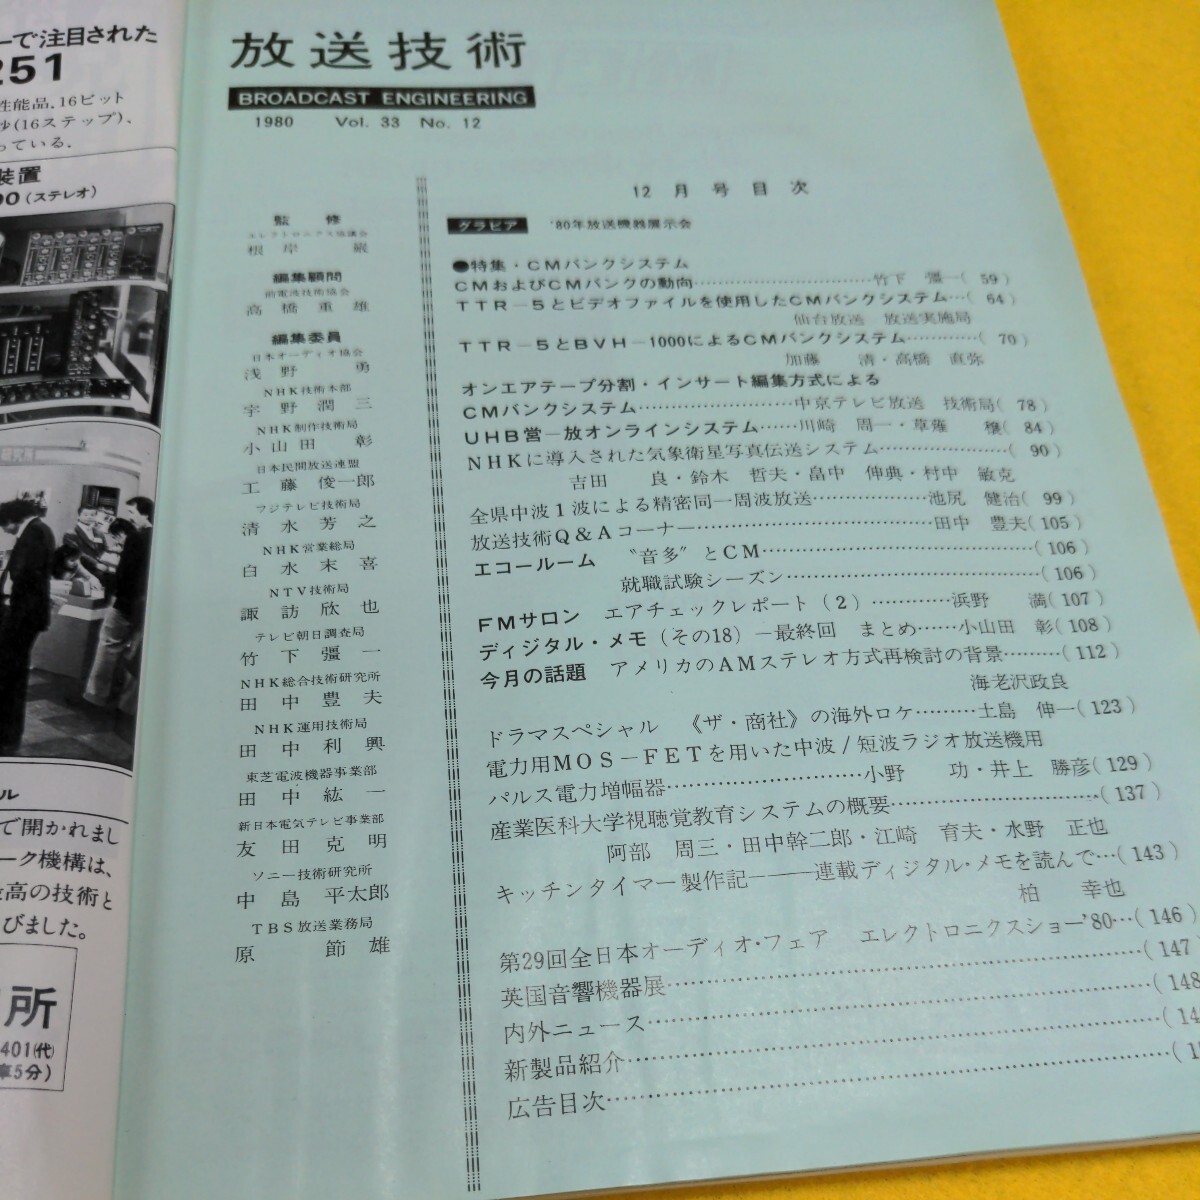 ーで注目された
251
性能品.16ビット
秒(16ステップ)、
っている.
装置
00(ステレオ)
研究所
ル
で開かれまし
ーク機構は、
最高の技術と
びました。
所
401(代)
車5分)
放送技術
BROADCAST ENGINEERING
1980 Vol. 33 No. 12
監修
エレクトロニクス協議会
根岸 巌
編集顧問
前電波技術協会
高橋重雄
編集委員
日本オーディオ協会
浅野 勇
NHK技術本部
宇野潤三
NHK制作技術局
小山田 彰
日本民間放送連盟
工藤俊一郎
フジテレビ技術局
清水芳之
NHK営業総局
白水末喜
NTV技術局
諏訪欣也
テレビ朝日調査局
竹下彊一
NHK総合技術研究所
田中豊夫
NHK運用技術局
田中利興
東芝電波機器事業部
田中紘一
新日本電気テレビ事業部
友田克明
ソニー技術研究所
中島平太郎
TBS放送業務局
原 節雄
12月号目次
グラビア '80年放送機器展示会
●特集・CMバンクシステム
CMおよびCMバンクの動向……竹下 彊一(59)
TTR-5とビデオファイルを使用したCMバンクシステム…(64)
仙台放送 放送実施局
TTR-5とBVH-1000によるCMバンクシステム…………(70)
加藤 清・高橋 直弥
オンエアテープ分割・インサート編集方式による
CMバンクシステム……………中京テレビ放送 技術局(78)
UHB営-放オンラインシステム……川崎 周一・草薙 穣(84)
NHKに導入された気象衛星写真伝送システム……………(90)
吉田 良・鈴木 哲夫・畠中 伸典・村中 敏克
全県中波1波による精密同一周波放送……………池尻 健治(99)
放送技術Q&Aコーナー……………田中 豊夫(105)
エコールーム 〝音多〟とCM……………(106)
就職試験シーズン……………(106)
FMサロン エアチェックレポート(2)…………浜野 満(107)
ディジタル・メモ(その18)-最終回 まとめ……小山田 彰(108)
今月の話題 アメリカのAMステレオ方式再検討の背景………(112)
海老沢政良
ドラマスペシャル 《ザ・商社》の海外ロケ………土島 伸一(123)
電力用MOS-FETを用いた中波/短波ラジオ放送機用
パルス電力増幅器……………小野 功・井上 勝彦(129)
産業医科大学視聴覚教育システムの概要……………(137)
阿部 周三・田中幹二郎・江崎 育夫・水野 正也
キッチンタイマー製作記――連載ディジタル・メモを読んで…(143)
柏 幸也
第29回全日本オーディオ・フェア エレクトロニクスショー'80…(146)
英国音響機器展……………(147)
内外ニュース……………(148
新製品紹介……………(14
広告目次……………(1